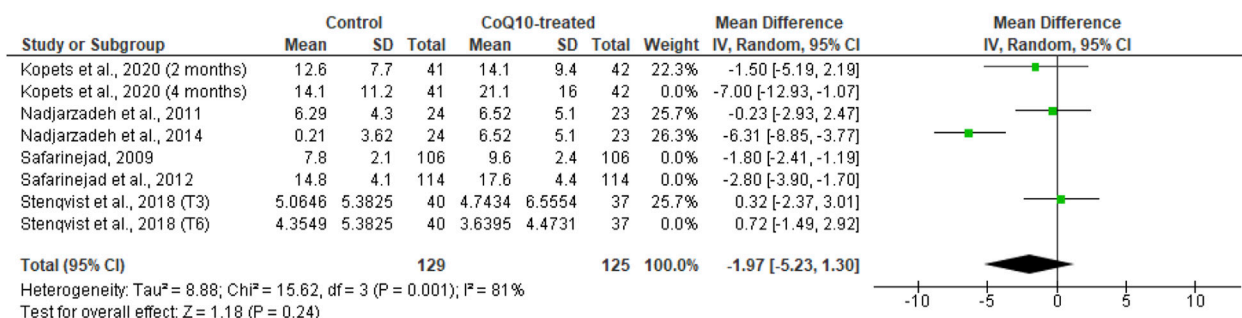 Control CoQ10-treated Mean Difference Mean Difference
Study or Subgroup Mean SD Total Mean SD Total Weight IV, Random, 95% CI IV, Random, 95% CI
Kopets et al., 2020 (2 months) 12.6 7.7 41 14.1 9.4 42 22.3% -1.50 [-5.19, 2.19]
Kopets et al., 2020 (4 months) 14.1 11.2 41 21.1 16 42 0.0% -7.00 [-12.93, -1.07]
Nadjarzadeh et al., 2011 6.29 4.3 24 6.52 5.1 23 25.7% -0.23 [-2.93, 2.47]
Nadjarzadeh et al., 2014 0.21 3.62 24 6.52 5.1 23 26.3% -6.31 [-8.85, -3.77]
Safarinejad, 2009 7.8 2.1 106 9.6 2.4 106 0.0% -1.80 [-2.41, -1.19]
Safarinejad et al., 2012 14.8 4.1 114 17.6 4.4 114 0.0% -2.80 [-3.90, -1.70]
Stenqvist et al., 2018 (T3) 5.0646 5.3825 40 4.7434 6.5554 37 25.7% 0.32 [-2.37, 3.01]
Stenqvist et al., 2018 (T6) 4.3549 5.3825 40 3.6395 4.4731 37 0.0% 0.72 [-1.49, 2.92]
Total (95% CI) 129 125 100.0% -1.97 [-5.23, 1.30]
Heterogeneity: Tau² = 8.88; Chi² = 15.62, df = 3 (P = 0.001); I² = 81%
Test for overall effect: Z = 1.18 (P = 0.24)
-10 -5 0 5 10